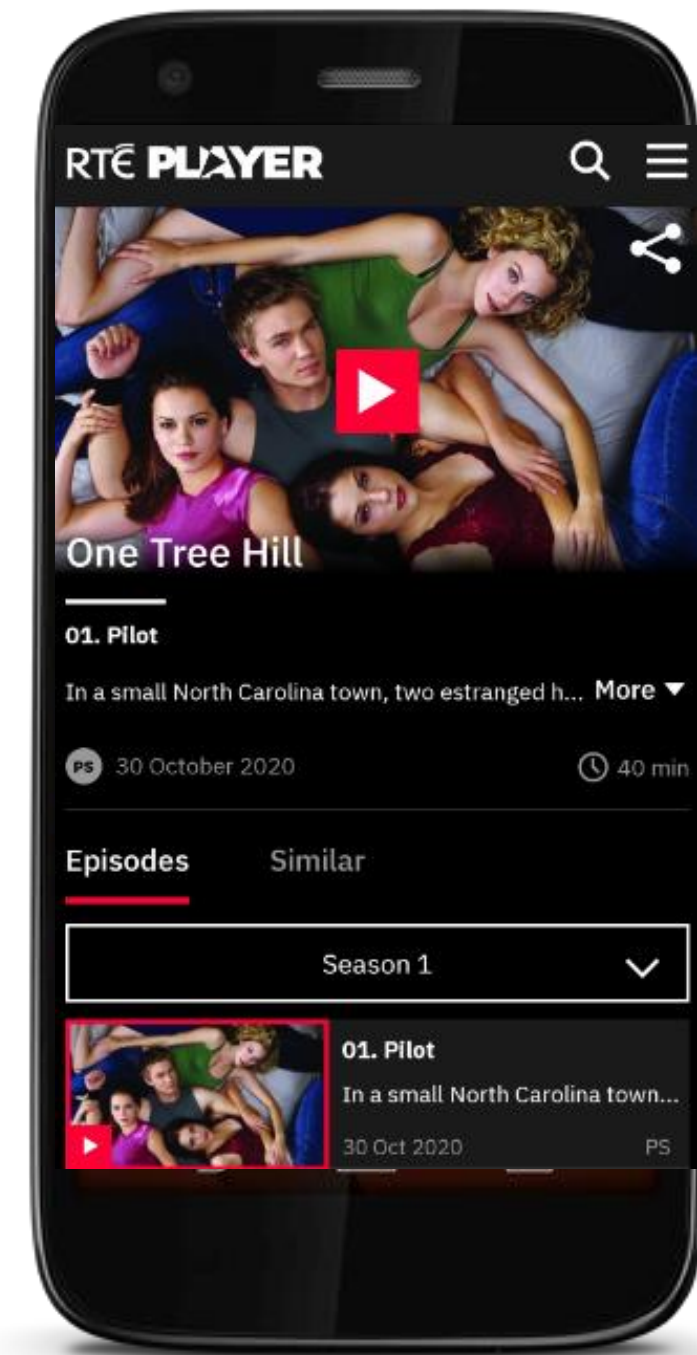 RTÉ PLAYER
One Tree Hill
01. Pilot
In a small North Carolina town, two estranged h... More
PS 30 October 2020 40 min
Episodes Similar
Season 1
01. Pilot
In a small North Carolina town...
30 Oct 2020 PS